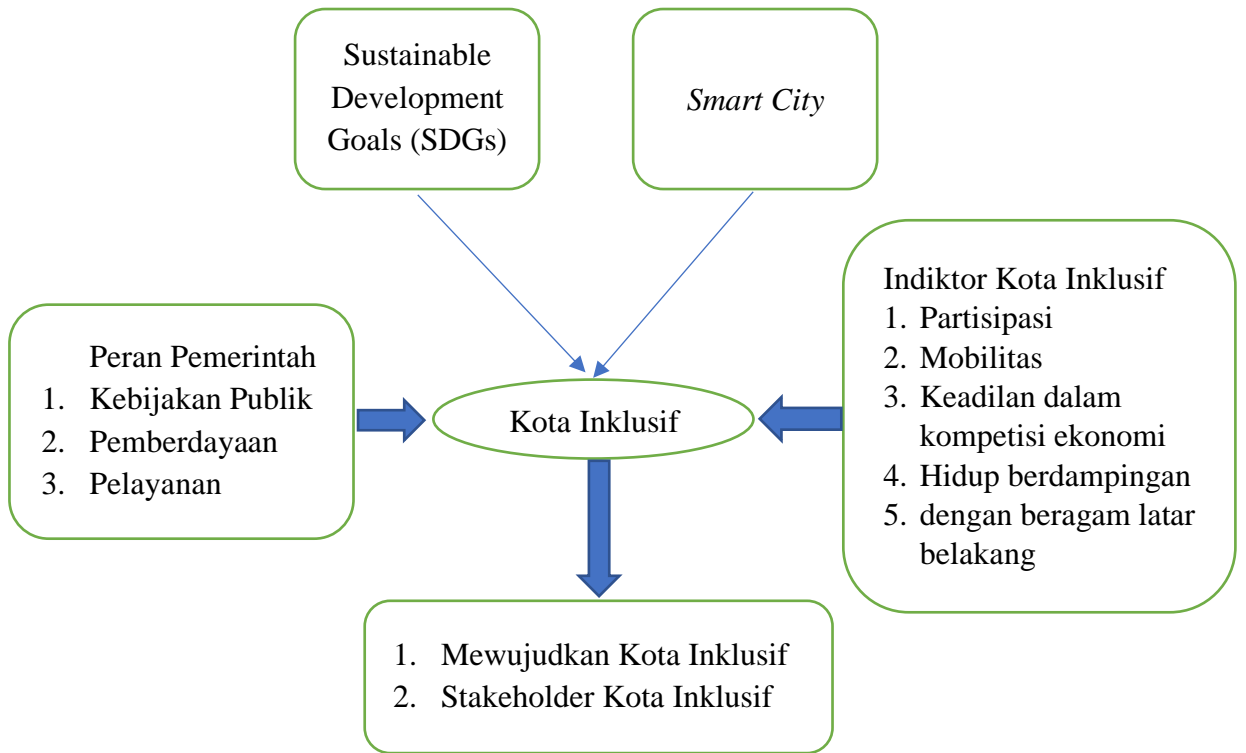 Sustainable
Development
Goals (SDGs)
Smart City
Peran Pemerintah
1. Kebijakan Publik
2. Pemberdayaan
3. Pelayanan
Kota Inklusif
Indiktor Kota Inklusif
1. Partisipasi
2. Mobilitas
3. Keadilan dalam
kompetisi ekonomi
4. Hidup berdampingan
5. dengan beragam latar
belakang
1. Mewujudkan Kota Inklusif
2. Stakeholder Kota Inklusif